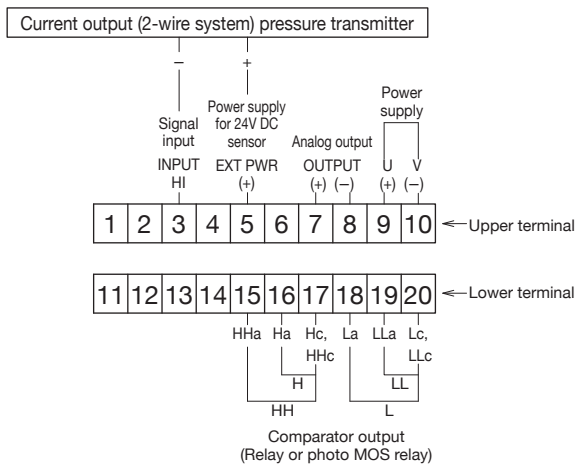 Current output (2-wire system) pressure transmitter
− +
Signal
input
INPUT
HI
Power supply
for 24V DC
sensor
EXT PWR
(+)
Analog output
OUTPUT
(+) (−)
Power
supply
U V
(+) (−)
1 2 3 4 5 6 7 8 9 10 Upper terminal
11 12 13 14 15 16 17 18 19 20 Lower terminal
HHa Ha Hc, La LLa Lc,
HHc LLc
H LL
HH L
Comparator output
(Relay or photo MOS relay)